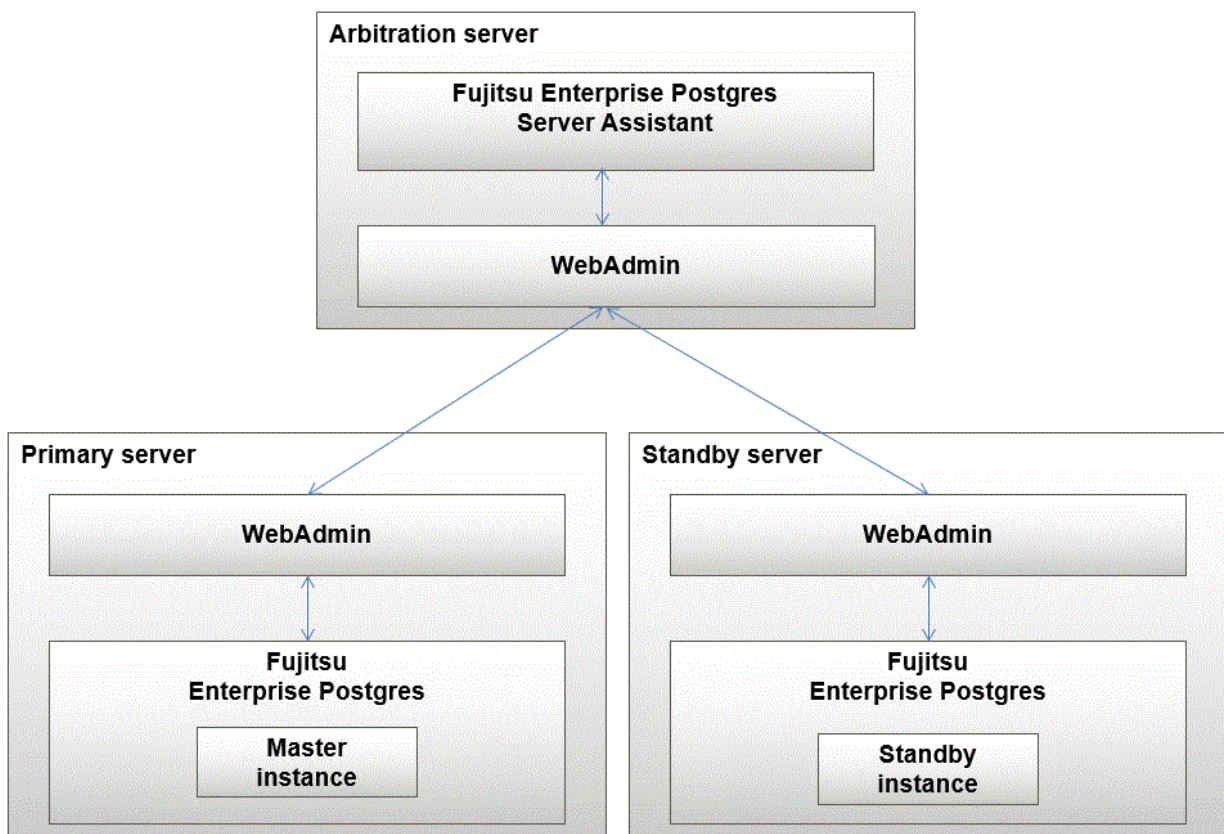 Arbitration server
Fujitsu Enterprise Postgres
Server Assistant
WebAdmin
Primary server
WebAdmin
Fujitsu
Enterprise Postgres
Master
instance
Standby server
WebAdmin
Fujitsu
Enterprise Postgres
Standby
instance